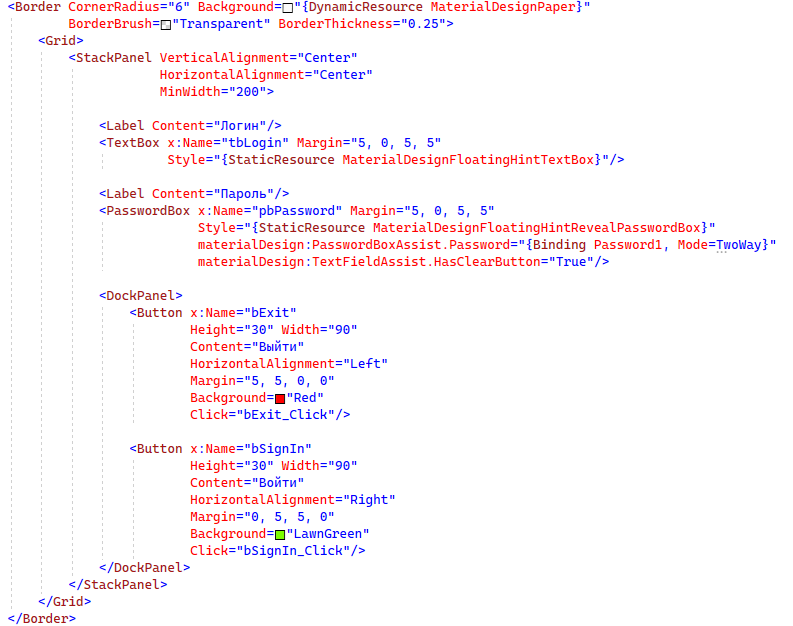 <Border CornerRadius="6" Background="{DynamicResource MaterialDesignPaper}"
        BorderBrush="Transparent" BorderThickness="0.25">
    <Grid>
        <StackPanel VerticalAlignment="Center"
                    HorizontalAlignment="Center"
                    MinWidth="200">

            <Label Content="Логин"/>
            <TextBox x:Name="tbLogin" Margin="5, 0, 5, 5"
                     Style="{StaticResource MaterialDesignFloatingHintTextBox}"/>

            <Label Content="Пароль"/>
            <PasswordBox x:Name="pbPassword" Margin="5, 0, 5, 5"
                         Style="{StaticResource MaterialDesignFloatingHintRevealPasswordBox}"
                         materialDesign:PasswordBoxAssist.Password="{Binding Password1, Mode=TwoWay}"
                         materialDesign:TextFieldAssist.HasClearButton="True"/>

            <DockPanel>
                <Button x:Name="bExit"
                        Height="30" Width="90"
                        Content="Выйти"
                        HorizontalAlignment="Left"
                        Margin="5, 5, 0, 0"
                        Background="Red"
                        Click="bExit_Click"/>

                <Button x:Name="bSignIn"
                        Height="30" Width="90"
                        Content="Войти"
                        HorizontalAlignment="Right"
                        Margin="0, 5, 5, 0"
                        Background="LawnGreen"
                        Click="bSignIn_Click"/>
            </DockPanel>
        </StackPanel>
    </Grid>
</Border>